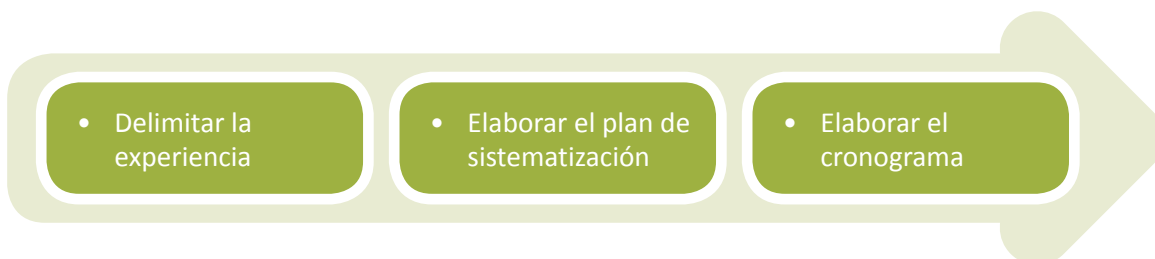 • Delimitar la
experiencia
• Elaborar el plan de
sistematización
• Elaborar el
cronograma